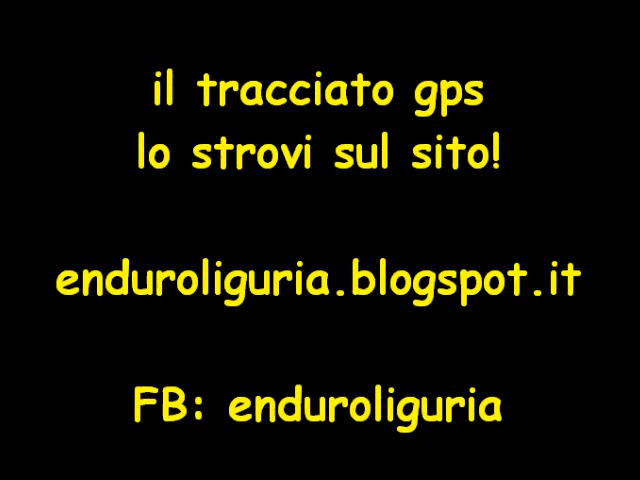 il tracciato gps
lo strovi sul sito!
enduroliguria.blogspot.it
FB: enduroliguria